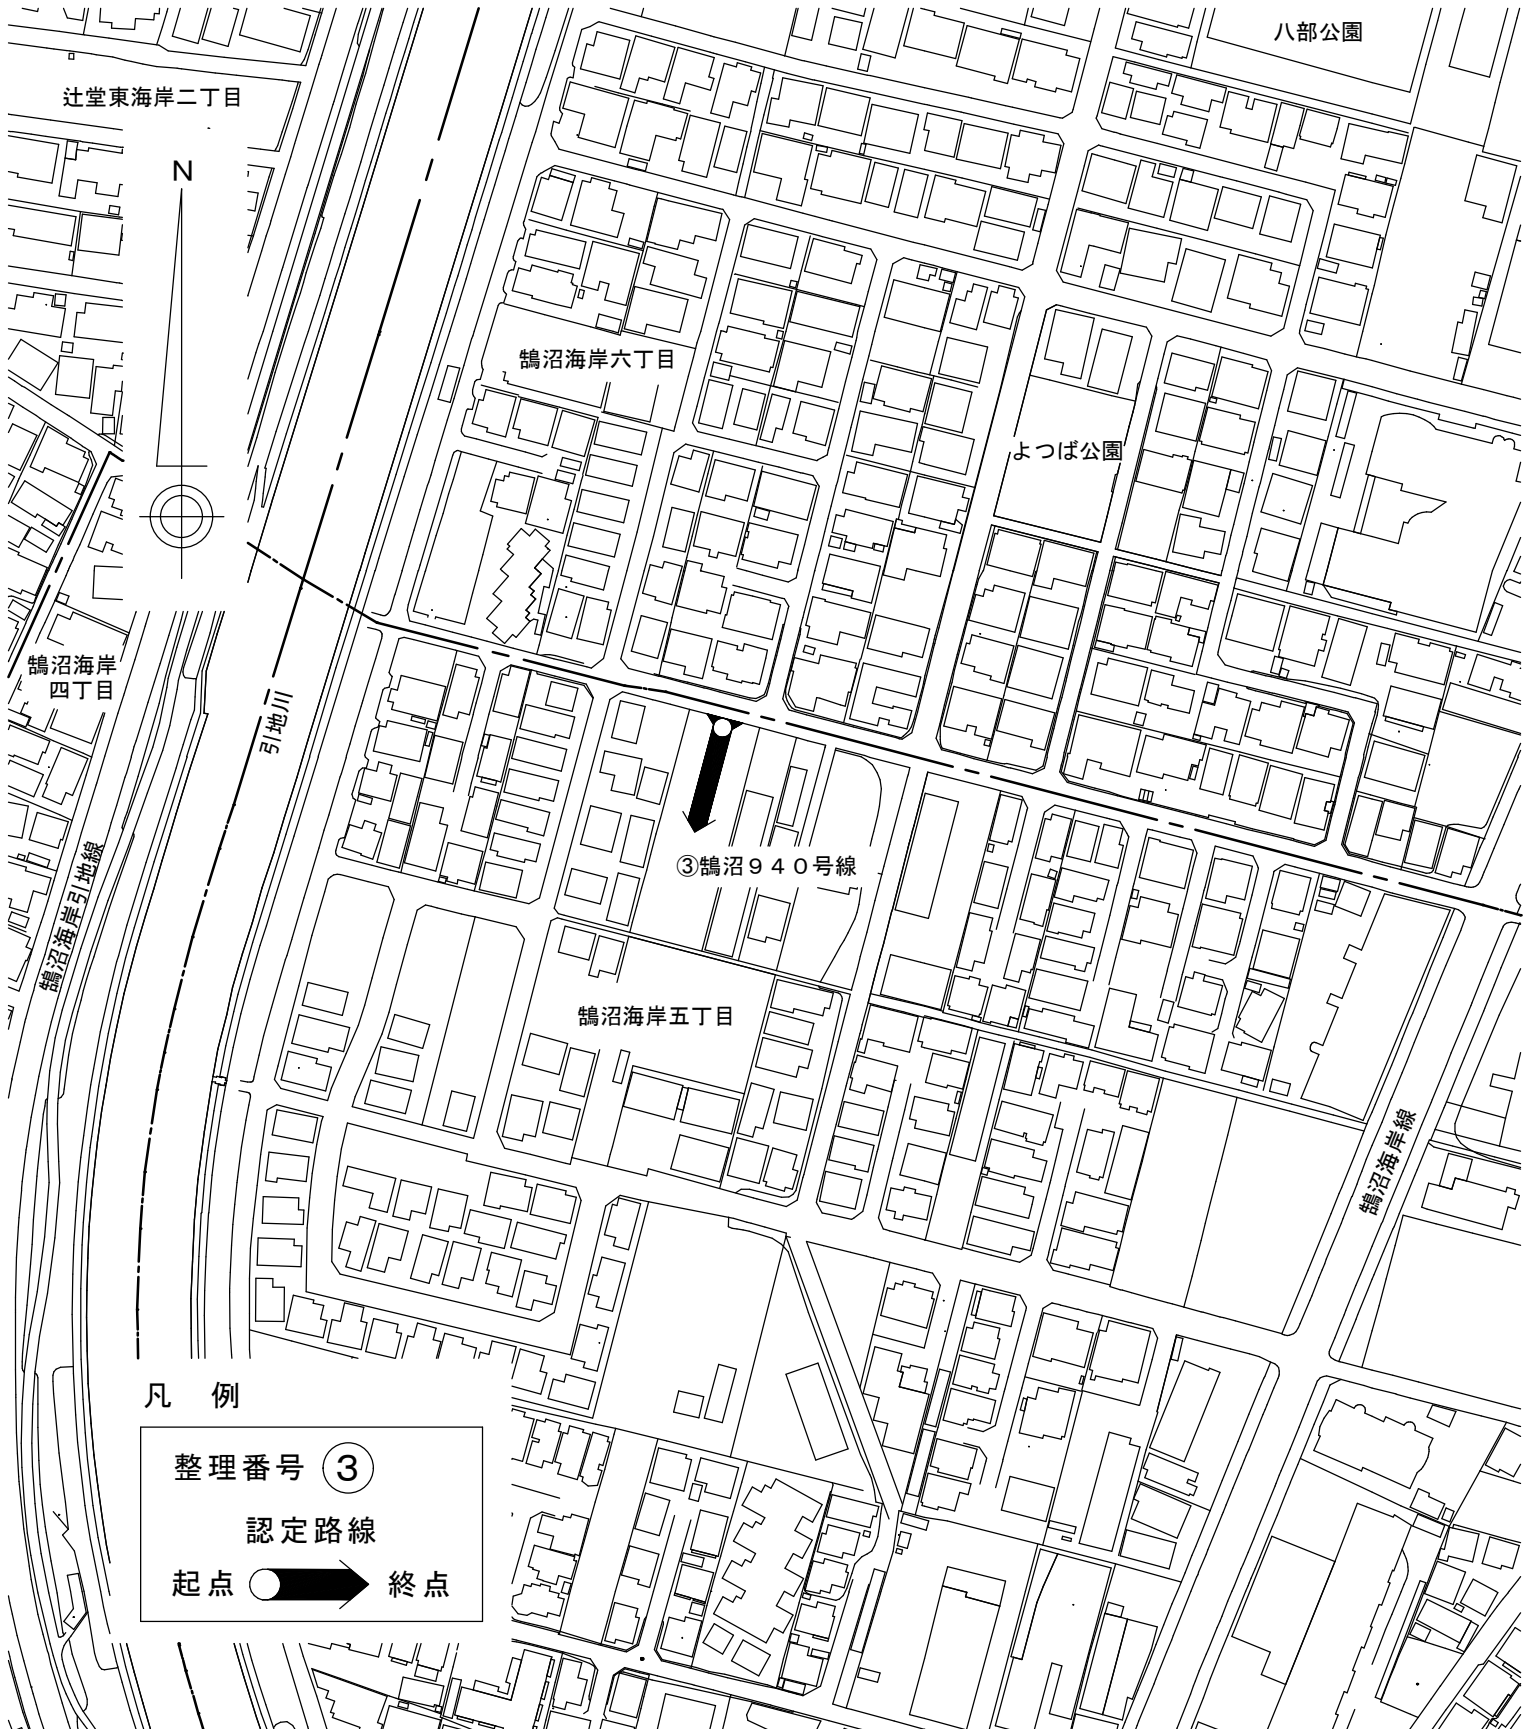 八部公園
辻堂東海岸二丁目
N
鵠沼海岸六丁目
よつば公園
鵠沼海岸
四丁目
引地川
③鵠沼940号線
鵠沼海岸引地線
鵠沼海岸五丁目
鵠沼海岸線
凡 例
整理番号 ③
認定路線
起点 終点